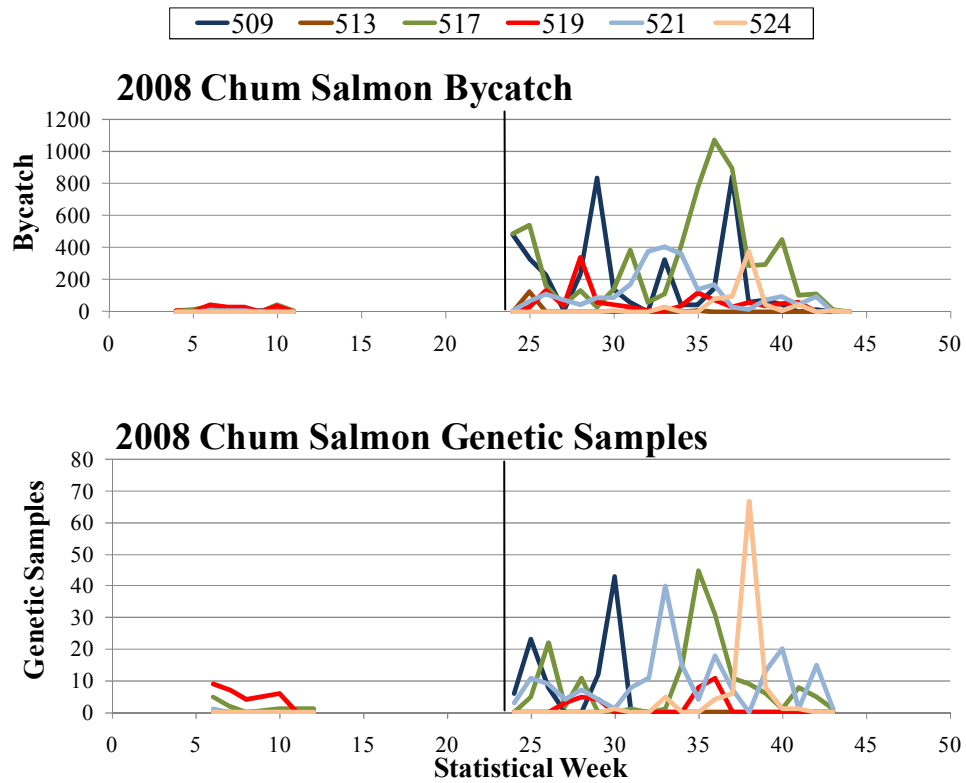 509 513 517 519 521 524
2008 Chum Salmon Bycatch
Bycatch
1200
1000
800
600
400
200
0
0 5 10 15 20 25 30 35 40 45 50
2008 Chum Salmon Genetic Samples
Genetic Samples
80
70
60
50
40
30
20
10
0
0 5 10 15 20 25 30 35 40 45 50
Statistical Week